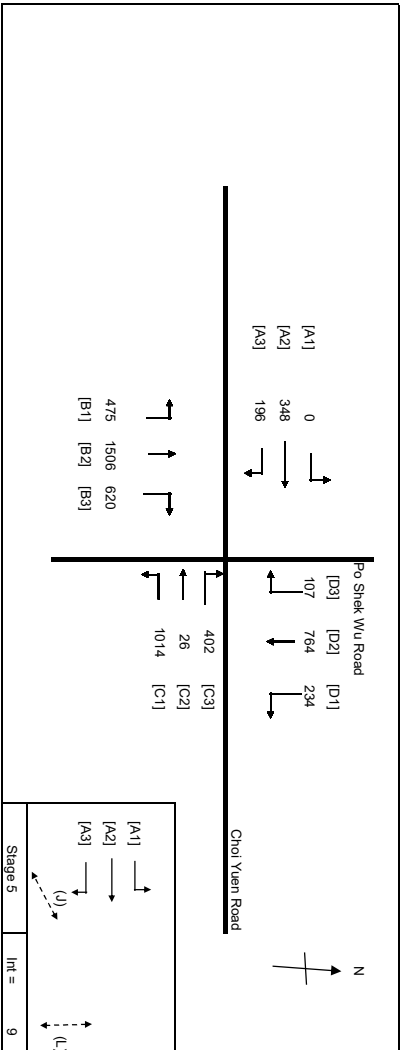 Po Shek Wu Road
N
[D3] [D2] [D1]
107 764 234
[A1] 0
[A2] 348
[A3] 196
Choi Yuen Road
402 [C3]
26 [C2]
1014 [C1]
475 1506 620
[B1] [B2] [B3]
[A1]
[A2]
[A3]
(J) (L
Stage 5 Int = 9